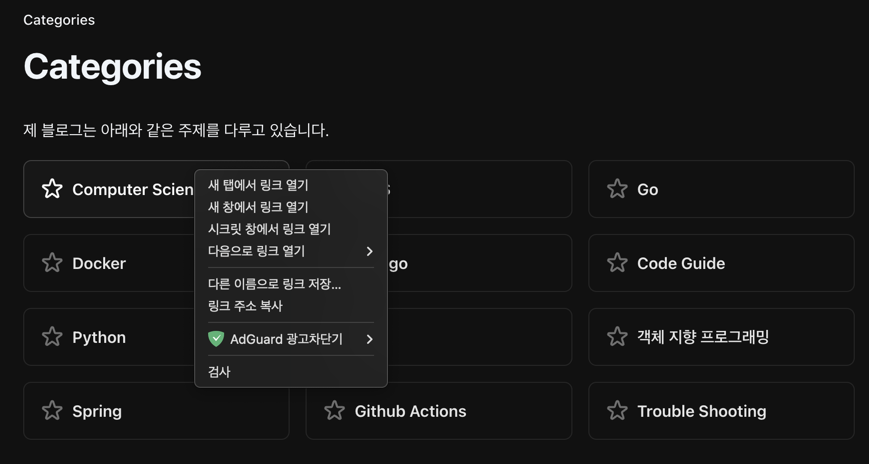 Categories
Categories
제 블로그는 아래와 같은 주제를 다루고 있습니다.
Computer Scien
Go
Docker
go
Code Guide
Python
객체 지향 프로그래밍
Spring
Github Actions
Trouble Shooting
새 탭에서 링크 열기
새 창에서 링크 열기
시크릿 창에서 링크 열기
다음으로 링크 열기
다른 이름으로 링크 저장...
링크 주소 복사
AdGuard 광고차단기
검사